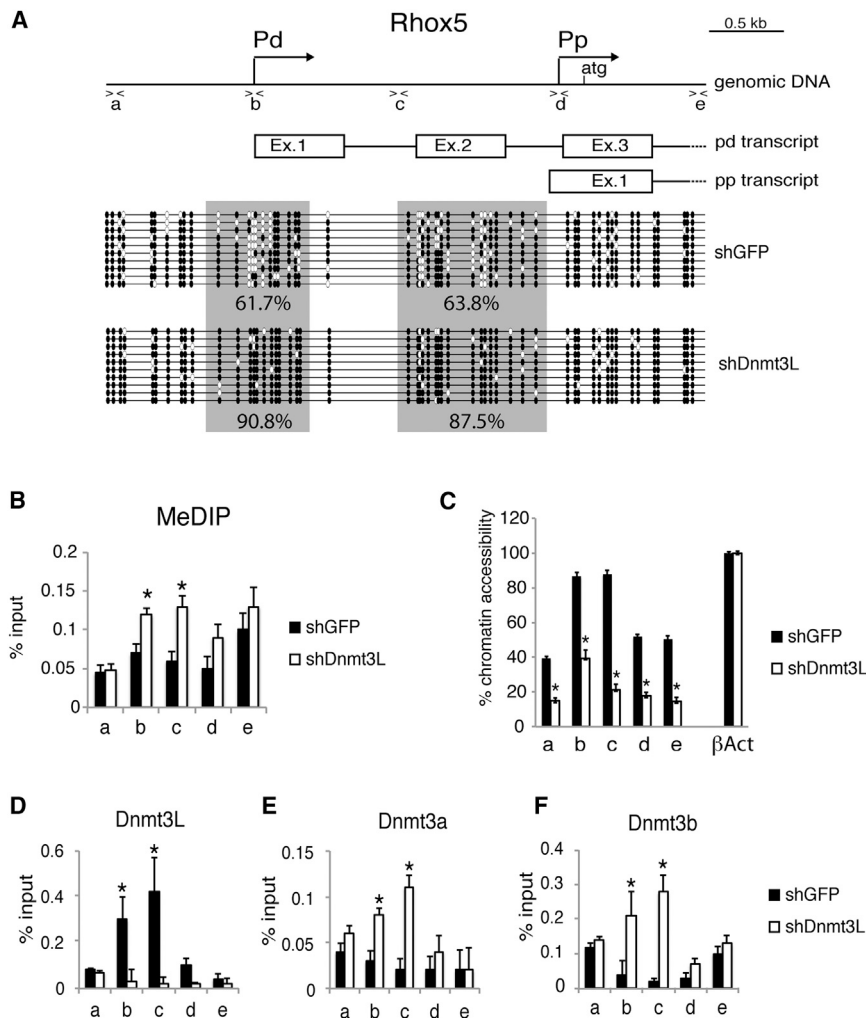 A
Rhox5
0.5 kb
Pd
Pp
atg
genomic DNA
> <
> <
> <
> <
> <
a
b
c
d
e
Ex.1
Ex.2
Ex.3
pd transcript
Ex.1
pp transcript
shGFP
61.7%
63.8%
shDnmt3L
90.8%
87.5%
B
MeDIP
% input
0.2
0.15
0.1
0.05
0
*
*
a b c d e
shGFP
shDnmt3L
C
% chromatin accessibility
120
100
80
60
40
20
0
*
*
*
*
*
a b c d e βAct
shGFP
shDnmt3L
D
Dnmt3L
% input
0.6
0.4
0.2
0
*
*
a b c d e
E
Dnmt3a
% input
0.15
0.1
0.05
0
*
*
a b c d e
F
Dnmt3b
% input
0.4
0.3
0.2
0.1
0
*
*
a b c d e
shGFP
shDnmt3L